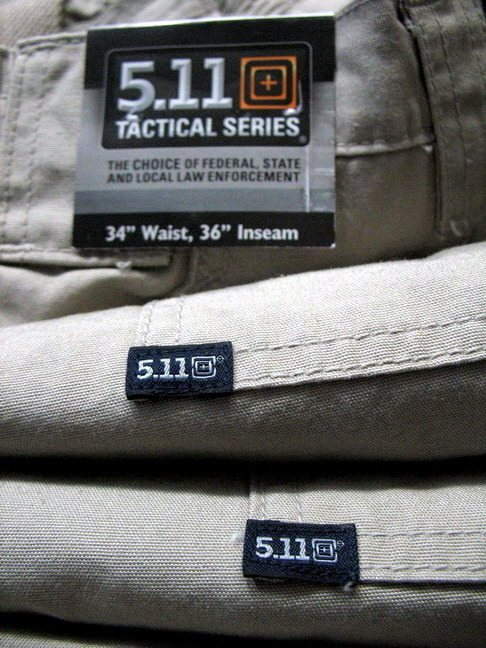 5.11
TACTICAL SERIES
THE CHOICE OF FEDERAL, STATE
AND LOCAL LAW ENFORCEMENT
34” Waist, 36” Inseam
5.11
5.11